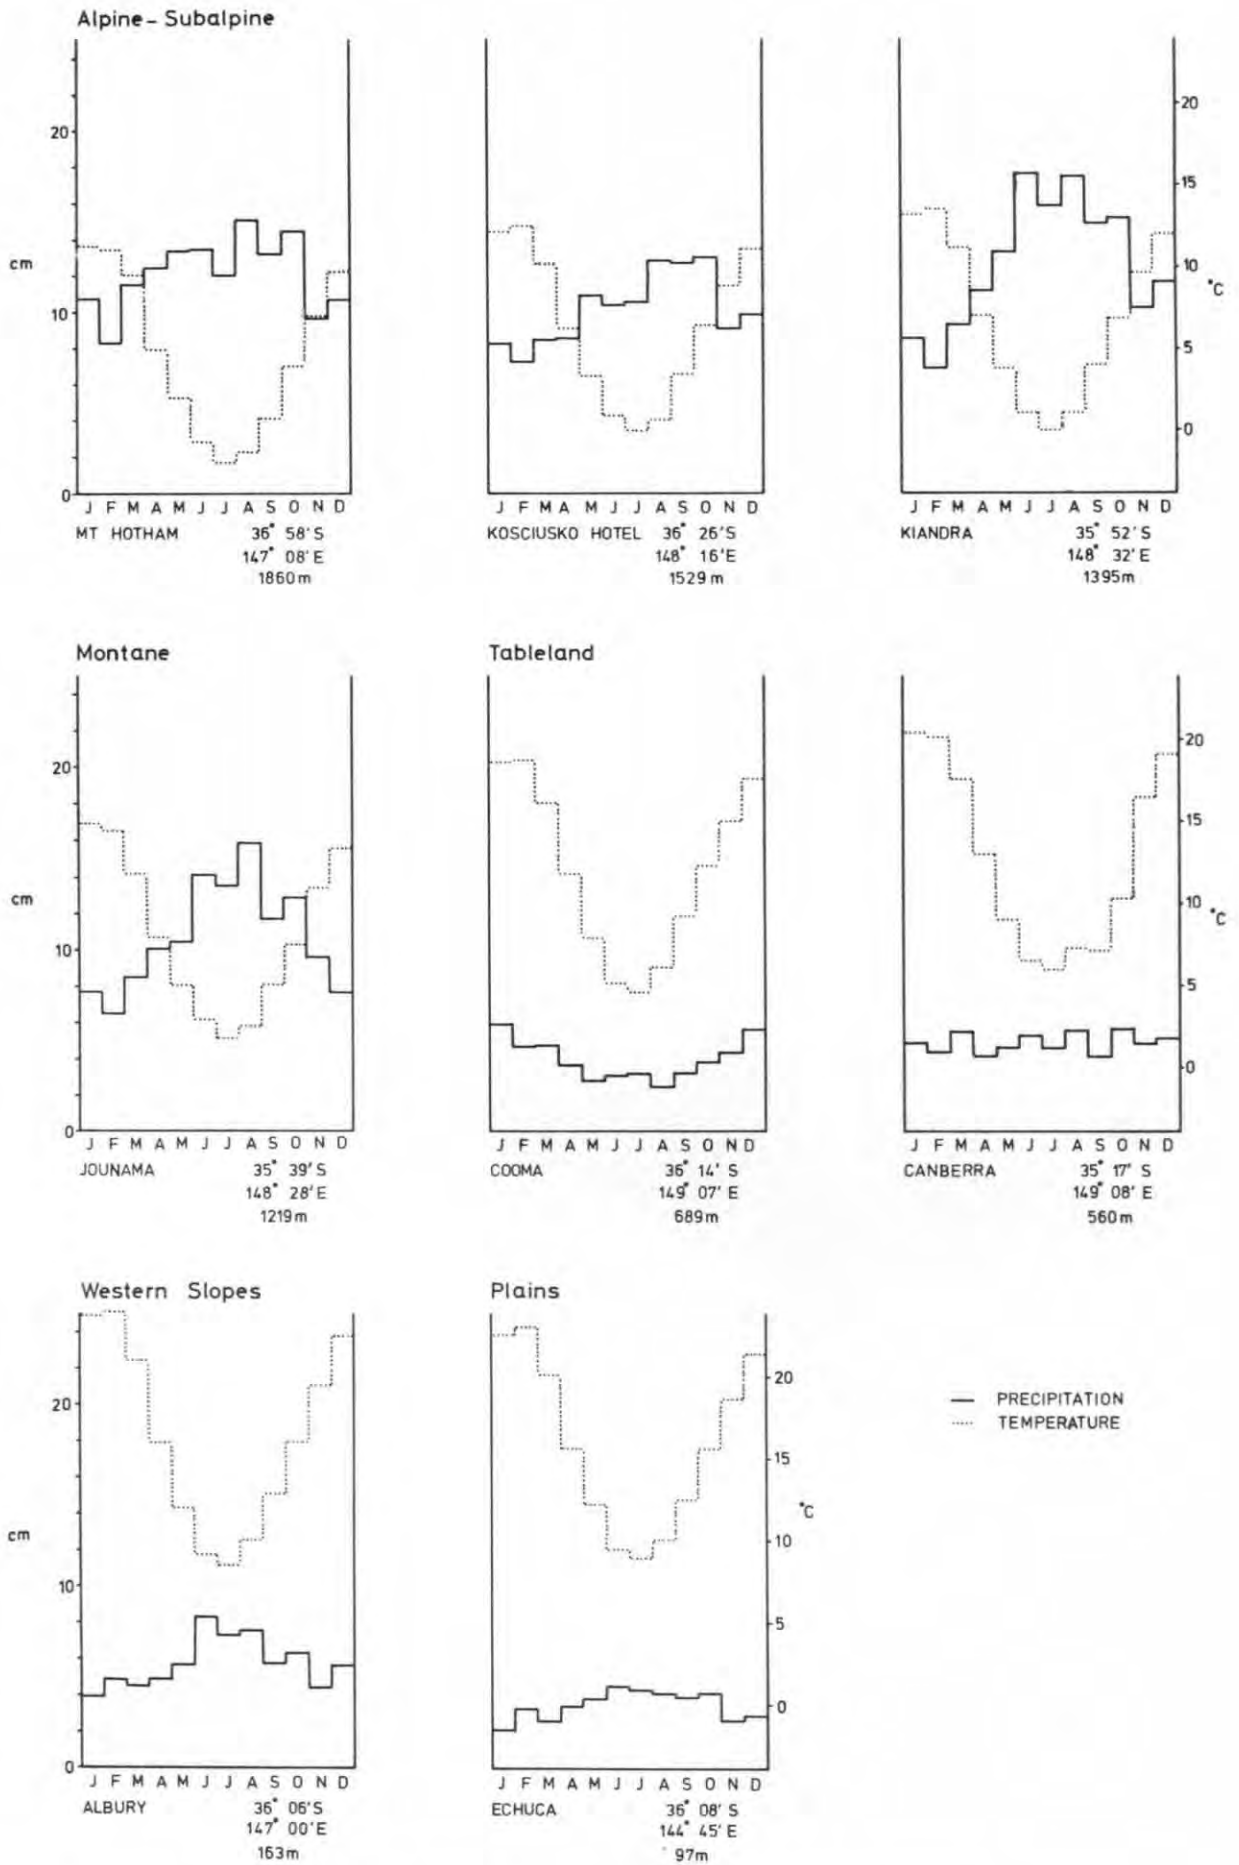 Alpine - Subalpine
20
cm
10
0
J F M A M J J A S O N D
MT HOTHAM 36° 58'S
147° 08'E
1860m
J F M A M J J A S O N D
KOSCIUSKO HOTEL 36° 26'S
148° 16'E
1529m
20
15
10
°C
5
0
J F M A M J J A S O N D
KIANDRA 35° 52'S
148° 32'E
1395m
Montane
20
cm
10
0
J F M A M J J A S O N D
JOUNAMA 35° 39'S
148° 28'E
1219m
Tableland
J F M A M J J A S O N D
COOMA 36° 14' S
149° 07' E
689m
20
15
10
°C
5
0
J F M A M J J A S O N D
CANBERRA 35° 17' S
149° 08' E
560m
Western Slopes
20
cm
10
0
J F M A M J J A S O N D
ALBURY 36° 06'S
147° 00'E
163m
Plains
20
15
°C
10
5
0
J F M A M J J A S O N D
ECHUCA 36° 08' S
144° 45' E
97m
PRECIPITATION
TEMPERATURE